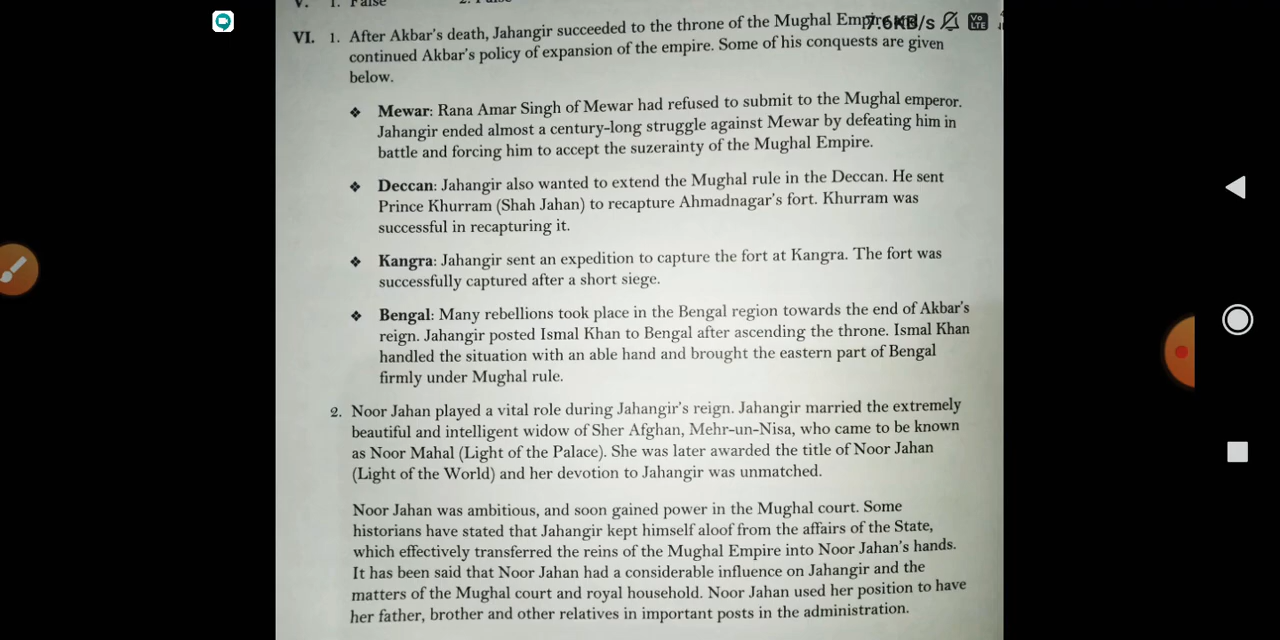 V. 1. False 2. False
7.6KB/s Vo LTE
VI. 1. After Akbar's death, Jahangir succeeded to the throne of the Mughal Empire and
continued Akbar's policy of expansion of the empire. Some of his conquests are given
below.
❖ Mewar: Rana Amar Singh of Mewar had refused to submit to the Mughal emperor.
Jahangir ended almost a century-long struggle against Mewar by defeating him in
battle and forcing him to accept the suzerainty of the Mughal Empire.
❖ Deccan: Jahangir also wanted to extend the Mughal rule in the Deccan. He sent
Prince Khurram (Shah Jahan) to recapture Ahmadnagar's fort. Khurram was
successful in recapturing it.
❖ Kangra: Jahangir sent an expedition to capture the fort at Kangra. The fort was
successfully captured after a short siege.
❖ Bengal: Many rebellions took place in the Bengal region towards the end of Akbar's
reign. Jahangir posted Ismal Khan to Bengal after ascending the throne. Ismal Khan
handled the situation with an able hand and brought the eastern part of Bengal
firmly under Mughal rule.
2. Noor Jahan played a vital role during Jahangir's reign. Jahangir married the extremely
beautiful and intelligent widow of Sher Afghan, Mehr-un-Nisa, who came to be known
as Noor Mahal (Light of the Palace). She was later awarded the title of Noor Jahan
(Light of the World) and her devotion to Jahangir was unmatched.
Noor Jahan was ambitious, and soon gained power in the Mughal court. Some
historians have stated that Jahangir kept himself aloof from the affairs of the State,
which effectively transferred the reins of the Mughal Empire into Noor Jahan's hands.
It has been said that Noor Jahan had a considerable influence on Jahangir and the
matters of the Mughal court and royal household. Noor Jahan used her position to have
her father, brother and other relatives in important posts in the administration.